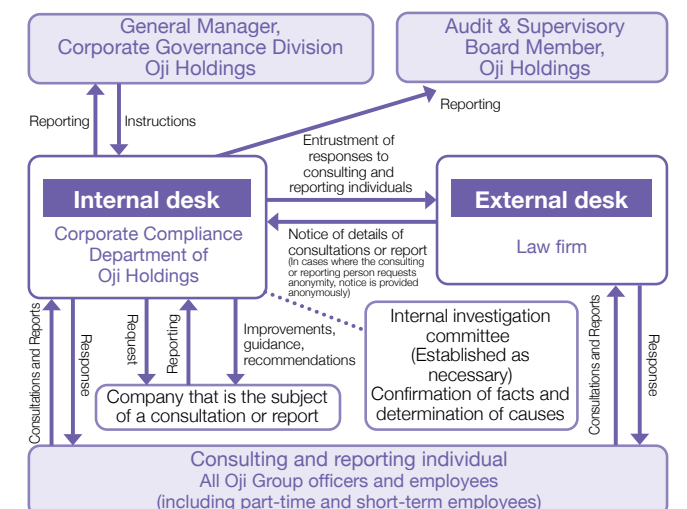 General Manager,
Corporate Governance Division
Oji Holdings
Audit & Supervisory
Board Member,
Oji Holdings
Reporting
Instructions
Reporting
Entrustment of
responses to
consulting and
reporting individuals
Internal desk
Corporate Compliance
Department of
Oji Holdings
External desk
Law firm
Notice of details of
consultations or report
(In cases where the consulting
or reporting person requests
anonymity, notice is provided
anonymously)
Consultations and Reports
Response
Request
Reporting
Improvements,
guidance,
recommendations
Internal investigation
committee
(Established as
necessary)
Confirmation of facts and
determination of causes
Consultations and Reports
Response
Company that is the subject
of a consultation or report
Consulting and reporting individual
All Oji Group officers and employees
(including part-time and short-term employees)